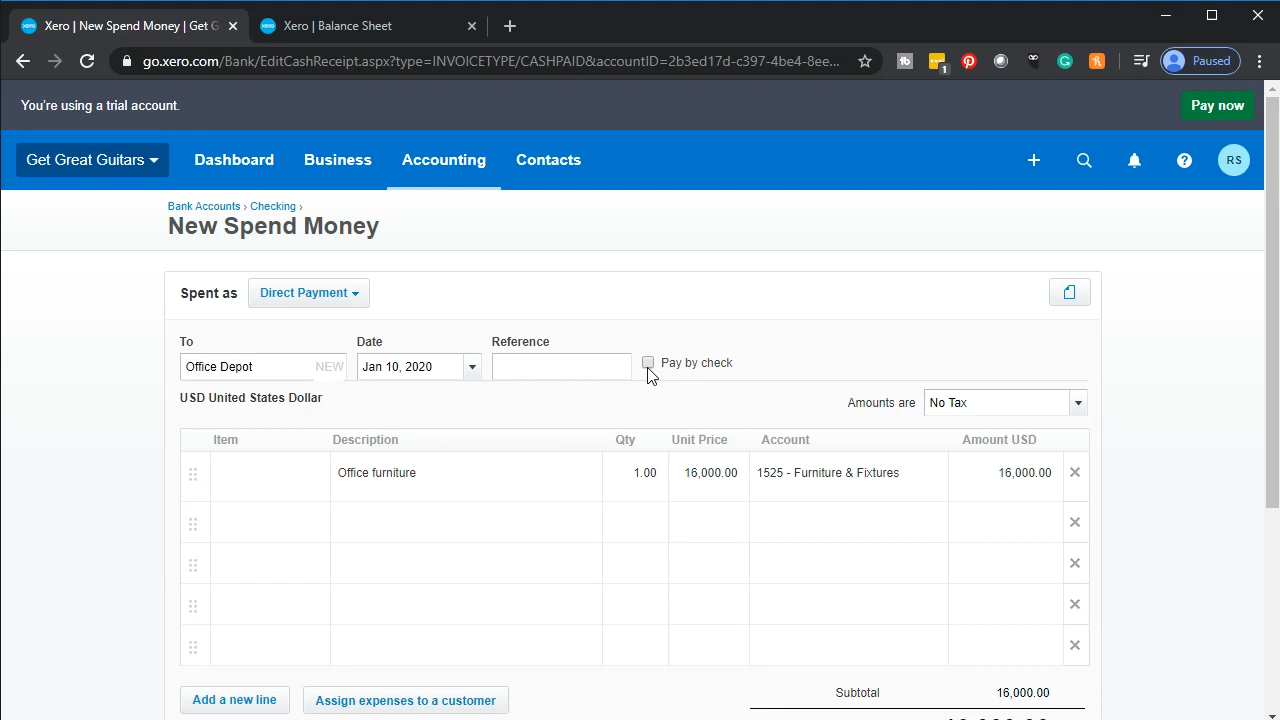 Xero | New Spend Money | Get G
Xero | Balance Sheet
go.xero.com/Bank/EditCashReceipt.aspx?type=INVOICETYPE/CASHPAID&accountID=2b3ed17d-c397-4be4-8ee...
1
Paused
You're using a trial account.
Pay now
Get Great Guitars
Dashboard
Business
Accounting
Contacts
RS
Bank Accounts › Checking ›
New Spend Money
Spent as
Direct Payment
To
Date
Reference
Office Depot
NEW
Jan 10, 2020
Pay by check
USD United States Dollar
Amounts are
No Tax
Item
Description
Qty
Unit Price
Account
Amount USD
Office furniture
1.00
16,000.00
1525 - Furniture & Fixtures
16,000.00
Add a new line
Assign expenses to a customer
Subtotal
16,000.00